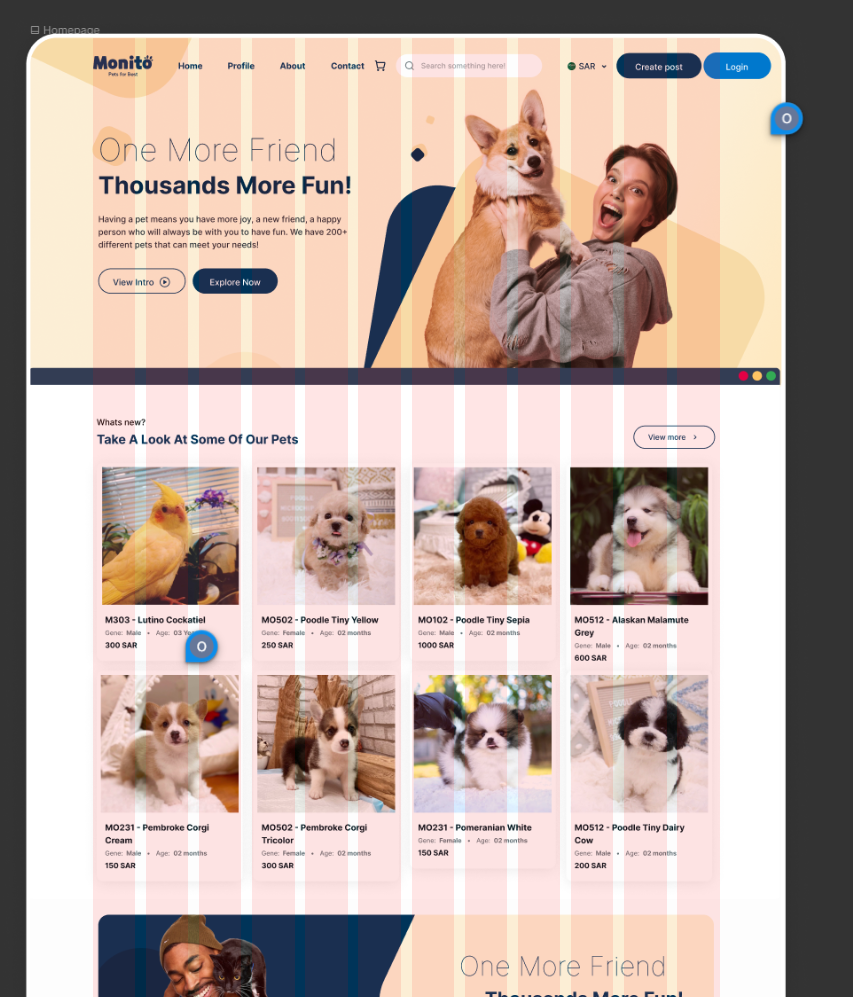 Homepage
Monito
Pets for Best
Home
Profile
About
Contact
Search something here!
SAR
Create post
Login
O
One More Friend
Thousands More Fun!
Having a pet means you have more joy, a new friend, a happy
person who will always be with you to have fun. We have 200+
different pets that can meet your needs!
View Intro
Explore Now
Whats new?
Take A Look At Some Of Our Pets
View more
M303 - Lutino Cockatiel
Gene: Male • Age: 03
300 SAR
O
MO502 - Poodle Tiny Yellow
Gene: Female • Age: 02 months
250 SAR
MO102 - Poodle Tiny Sepia
Gene: Male • Age: 02 months
1000 SAR
MO512 - Alaskan Malamute
Grey
Gene: Male • Age: 02 months
600 SAR
MO231 - Pembroke Corgi
Cream
Gene: Male • Age: 02 months
150 SAR
MO502 - Pembroke Corgi
Tricolor
Gene: Female • Age: 02 months
300 SAR
MO231 - Pomeranian White
Gene: Female • Age: 02 months
150 SAR
MO512 - Poodle Tiny Dairy
Cow
Gene: Male • Age: 02 months
200 SAR
One More Friend
Thousands More Fun!